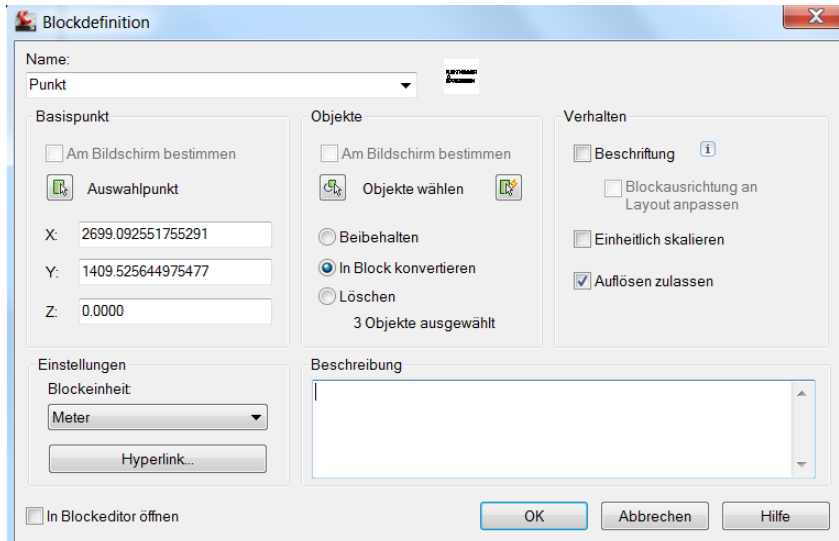 Blockdefinition
Name:
Punkt
Basispunkt
Am Bildschirm bestimmen
Auswahlpunkt
X: 2699.092551755291
Y: 1409.525644975477
Z: 0.0000
Objekte
Am Bildschirm bestimmen
Objekte wählen
Beibehalten
In Block konvertieren
Löschen
3 Objekte ausgewählt
Verhalten
Beschriftung
Blockausrichtung an
Layout anpassen
Einheitlich skalieren
Auflösen zulassen
Einstellungen
Blockeinheit:
Meter
Hyperlink...
Beschreibung
In Blockeditor öffnen
OK
Abbrechen
Hilfe